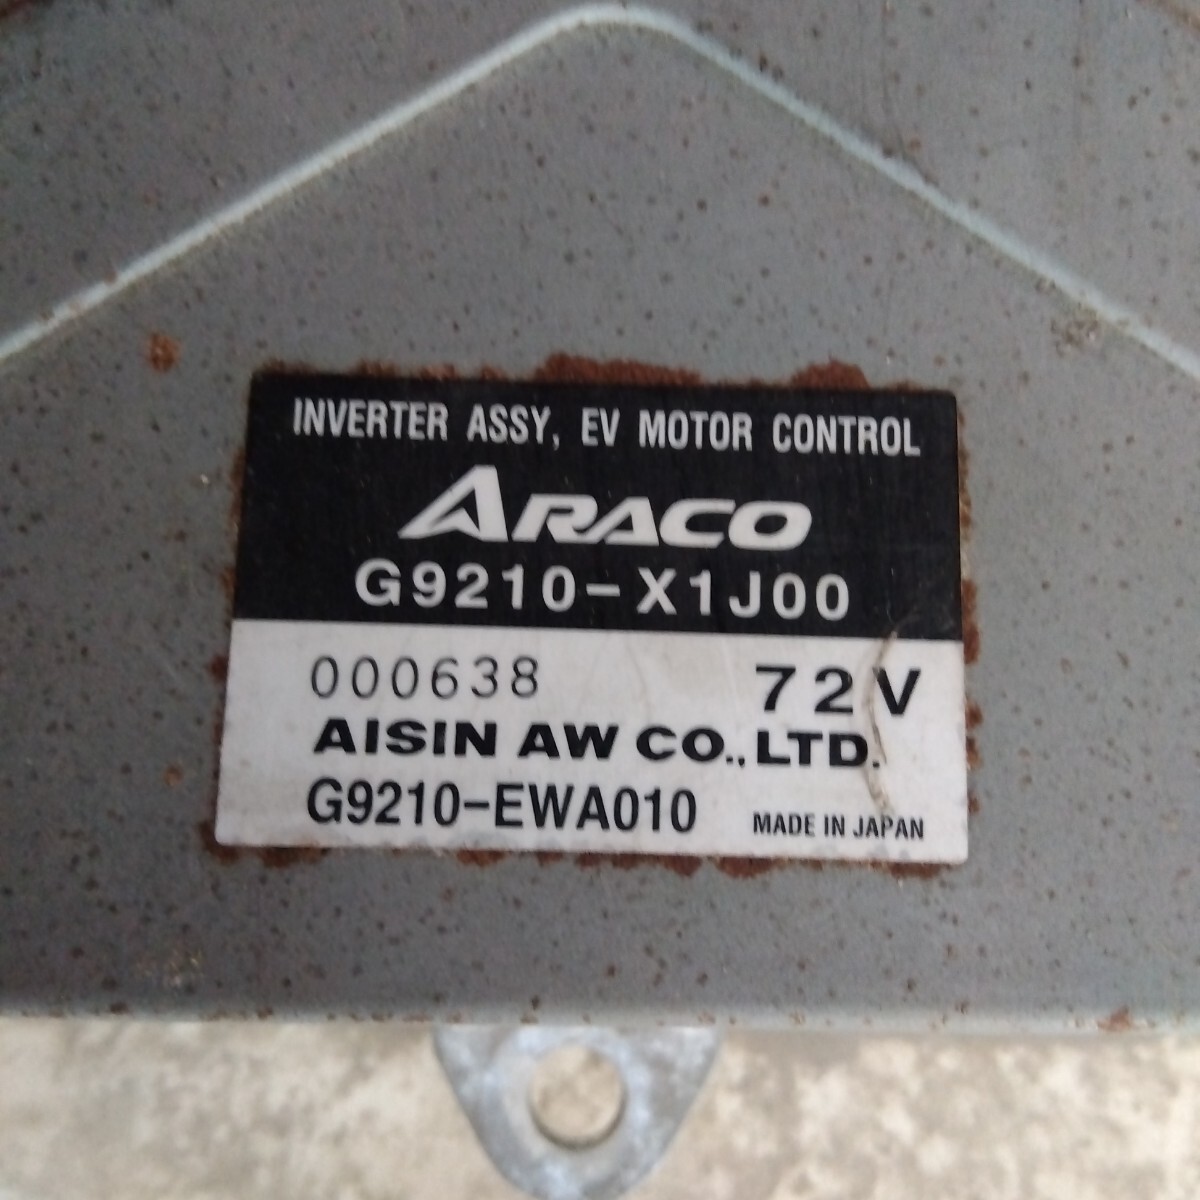 INVERTER ASSY, EV MOTOR CONTROL
ARACO
G9210-X1J00
000638 72V
AISIN AW CO., LTD.
G9210-EWA010 MADE IN JAPAN